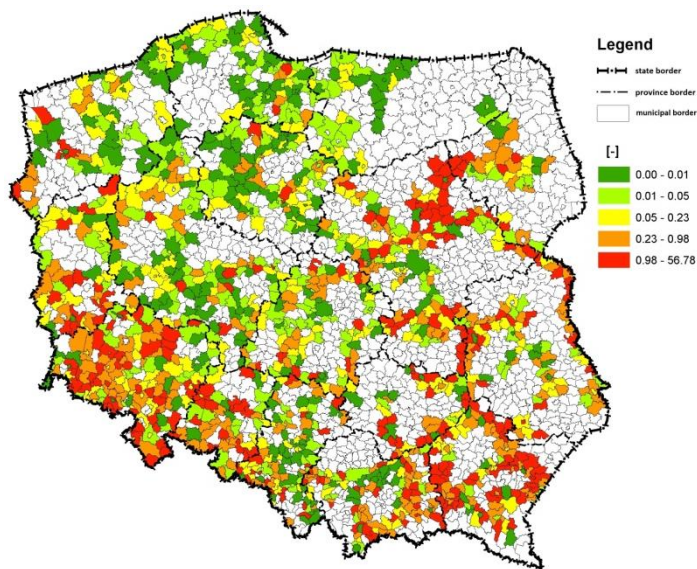 Legend
state border
province border
municipal border
[-]
0.00 - 0.01
0.01 - 0.05
0.05 - 0.23
0.23 - 0.98
0.98 - 56.78